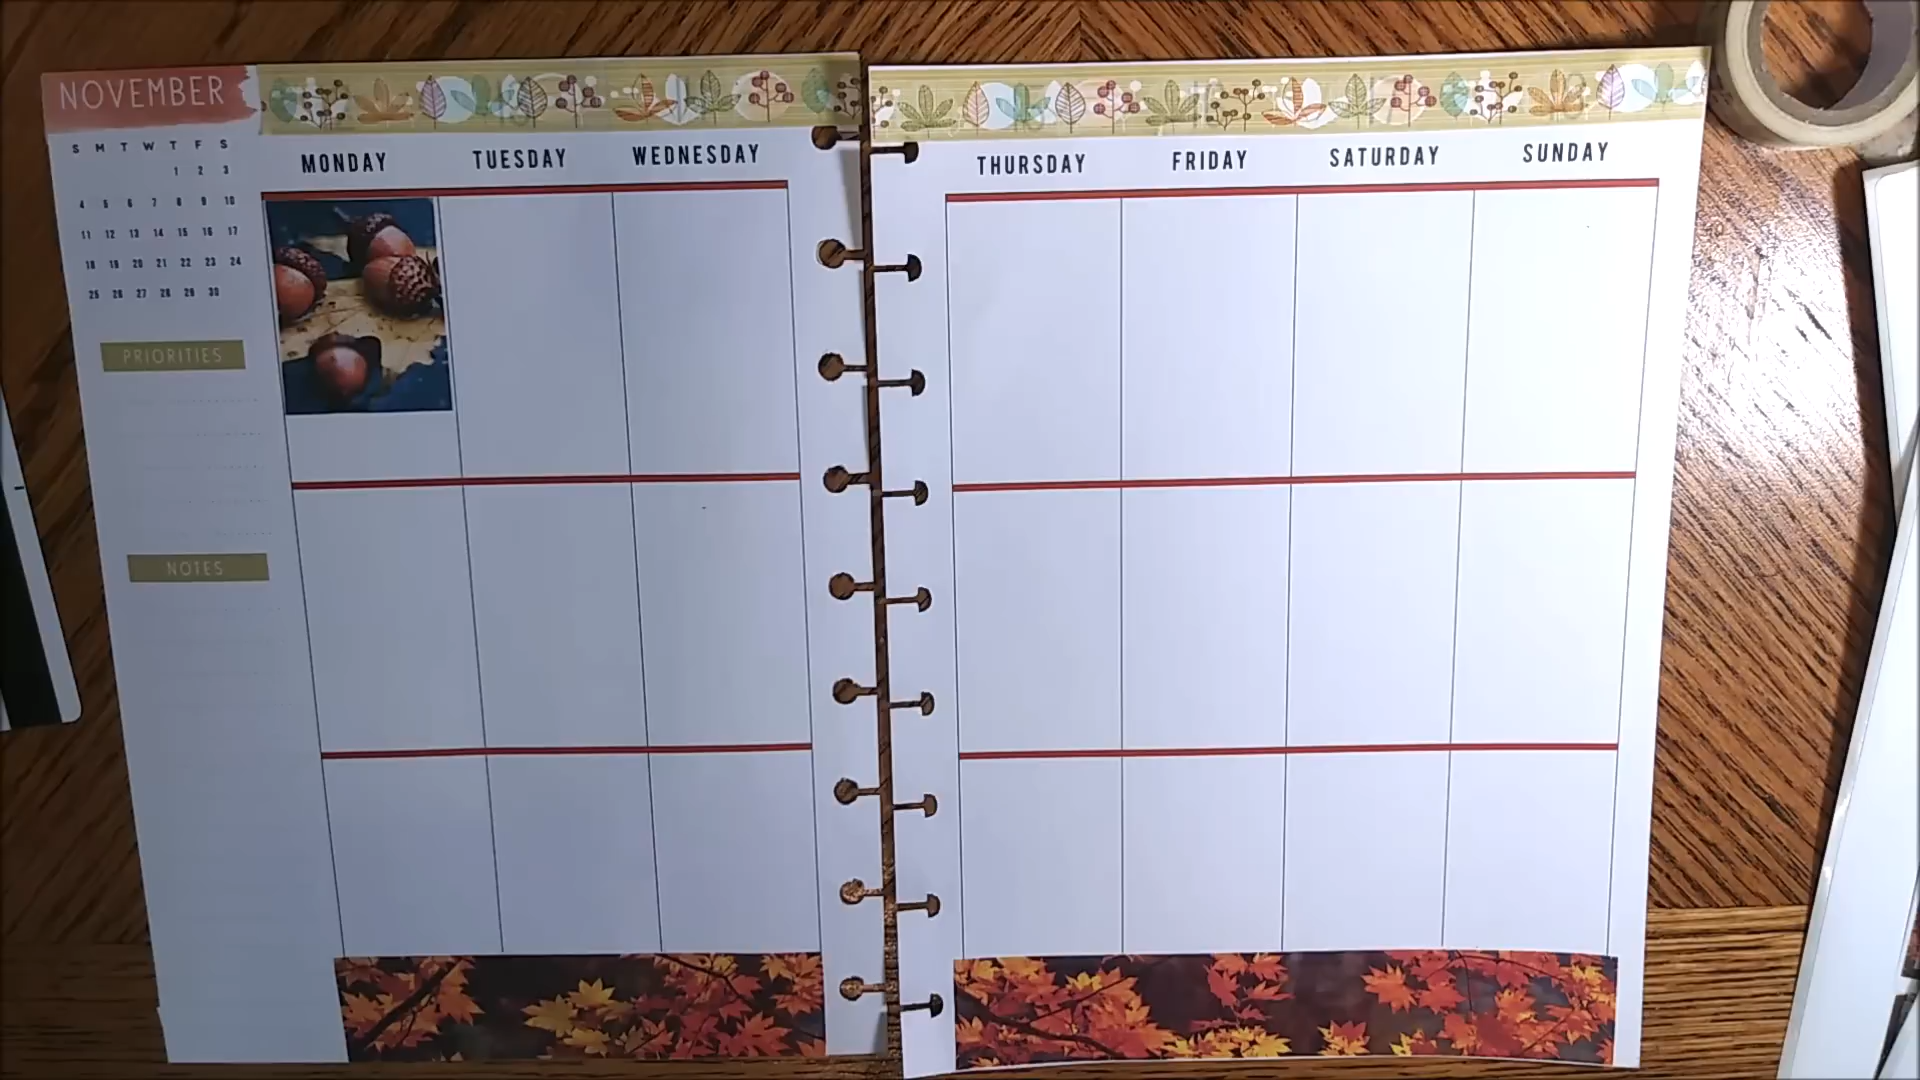 NOVEMBER
S M T W T F S
1 2 3
4 5 6 7 8 9 10
11 12 13 14 15 16 17
18 19 20 21 22 23 24
25 26 27 28 29 30
PRIORITIES
NOTES
MONDAY TUESDAY WEDNESDAY THURSDAY FRIDAY SATURDAY SUNDAY